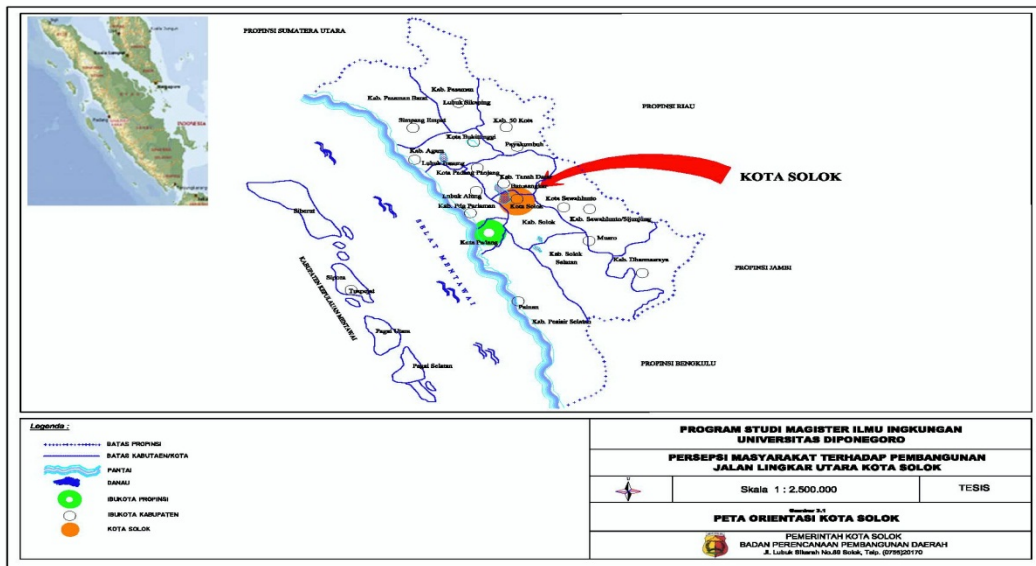 PROPINSI SUMATERA UTARA
Kab. Pasaman
Kab. Pasaman Barat
Lubuk Sikaping
PROPINSI RIAU
Simpang Empat
Kab. 50 Kota
Kota Bukittinggi
Payakumbuh
Kab. Agam
Lubuk Basung
Kota Padang Panjang
Kab. Tanah Datar
Batusangkar
KOTA SOLOK
Lubuk Alung
Kota Solok
Kota Sawahlunto
Kab. Pdg Pariaman
Kab. Solok
Kab. Sawahlunto/Sijunjung
Siberut
Kota Padang
Muaro
SELAT MENTAWAI
Kab. Solok
Selatan
Kab. Dharmasraya
PROPINSI JAMBI
Sipora
Tuapejat
KABUPATEN KEPULAUAN MENTAWAI
Painan
Kab. Pesisir Selatan
Pagai Utara
Pagai Selatan
PROPINSI BENGKULU
Legenda :
BATAS PROPINSI
BATAS KABUTAEN/KOTA
PANTAI
DANAU
IBUKOTA PROPINSI
IBUKOTA KABUPATEN
KOTA SOLOK
PROGRAM STUDI MAGISTER ILMU INGKUNGAN
UNIVERSITAS DIPONEGORO
PERSEPSI MASYARAKAT TERHADAP PEMBANGUNAN
JALAN LINGKAR UTARA KOTA SOLOK
U
Skala 1 : 2.500.000
TESIS
Gambar 3.1
PETA ORIENTASI KOTA SOLOK
PEMERINTAH KOTA SOLOK
BADAN PERENCANAAN PEMBANGUNAN DAERAH
Jl. Lubuk Sikarah No.89 Solok, Telp. (0755)20170